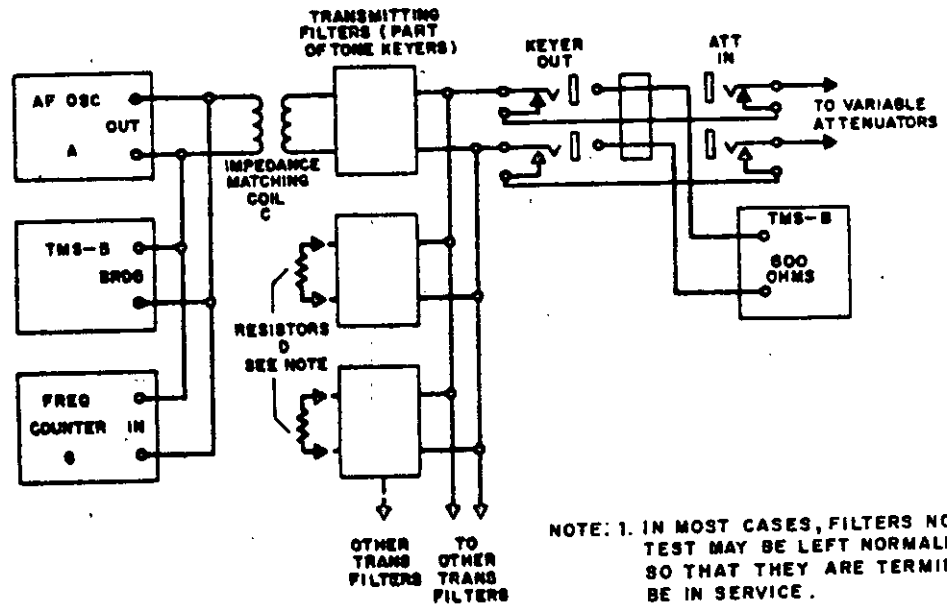 TRANSMITTING
FILTERS (PART
OF TONE KEYERS)
KEYER
OUT
ATT
IN
AF OSC
OUT
A
TO VARIABLE
ATTENUATORS
IMPEDANCE
MATCHING
COIL
C
TMS-B
BRDG
TMS-B
600
OHMS
RESISTORS
D
SEE NOTE
FREQ
COUNTER IN
G
OTHER
TRANS
FILTERS
TO
OTHER
TRANS
FILTERS
NOTE: 1. IN MOST CASES, FILTERS NO
TEST MAY BE LEFT NORMAL
SO THAT THEY ARE TERMI
BE IN SERVICE.